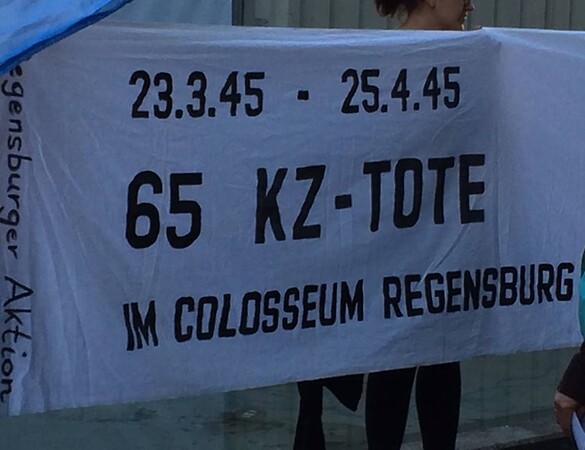 23.3.45 - 25.4.45
65 KZ-TOTE
IM COLOSSEUM REGENSBURG
egensburger Aktion